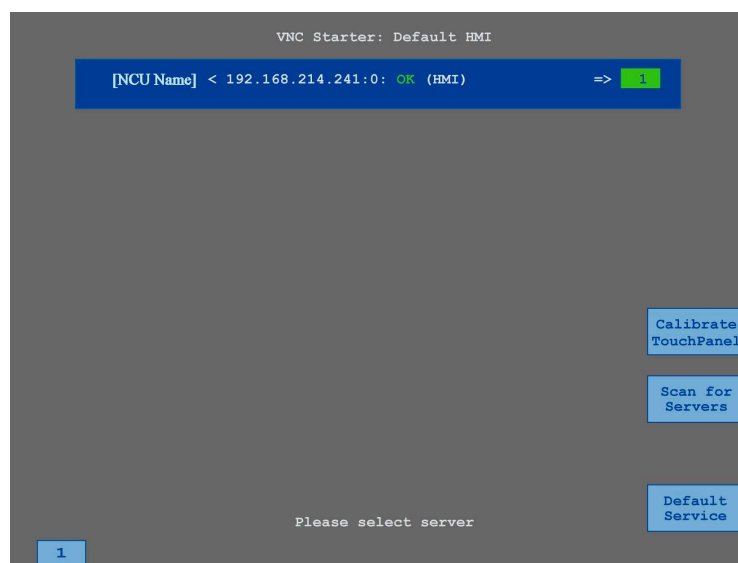 VNC Starter: Default HMI
[NCU Name] < 192.168.214.241:0: OK (HMI) => 1
Calibrate
TouchPanel
Scan for
Servers
Default
Service
Please select server
1